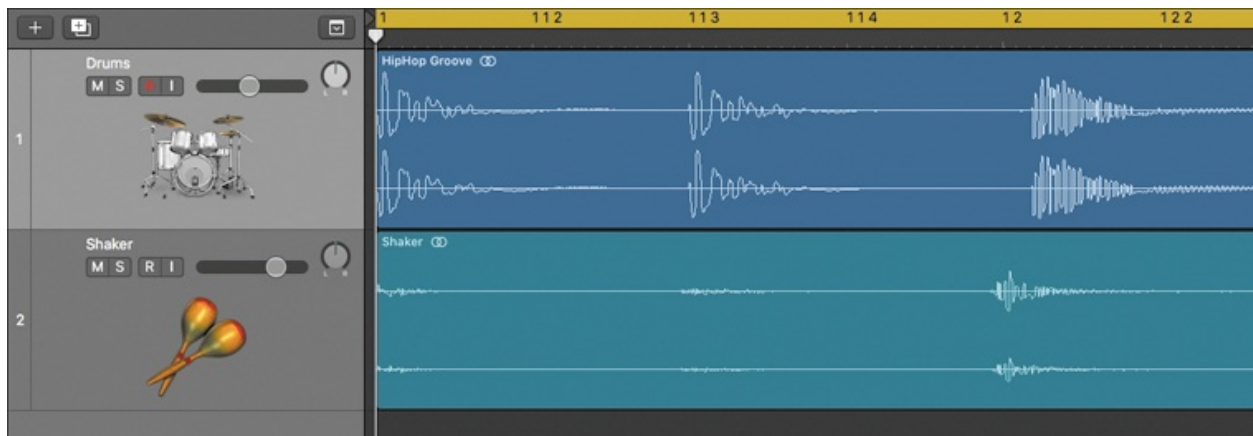 1 1 1 2 1 1 3 1 1 4 1 2 1 2 2
Drums
M S R I
L R
1
HipHop Groove
Shaker
M S R I
L R
2
Shaker